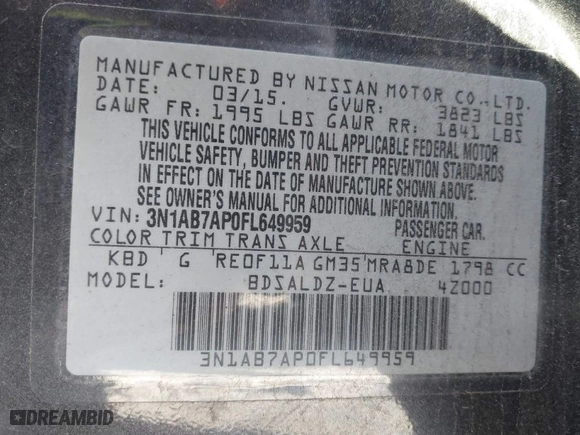 MANUFACTURED BY NISSAN MOTOR CO.,LTD.
DATE: 03/15. GVWR: 3823 LBS
GAWR FR: 1995 LBS GAWR RR: 1841 LBS
THIS VEHICLE CONFORMS TO ALL APPLICABLE FEDERAL MOTOR
VEHICLE SAFETY, BUMPER AND THEFT PREVENTION STANDARDS
IN EFFECT ON THE DATE OF MANUFACTURE SHOWN ABOVE.
SEE OWNER'S MANUAL FOR ADDITIONAL INFORMATION.
VIN: 3N1AB7AP0FL649959 PASSENGER CAR.
COLOR TRIM TRANS AXLE ENGINE
KBD G RE0F11A GM35 MRA8DE 1798 CC
MODEL: BDSALDZ-EUA 4Z000
3N1AB7AP0FL649959
DREAMBID